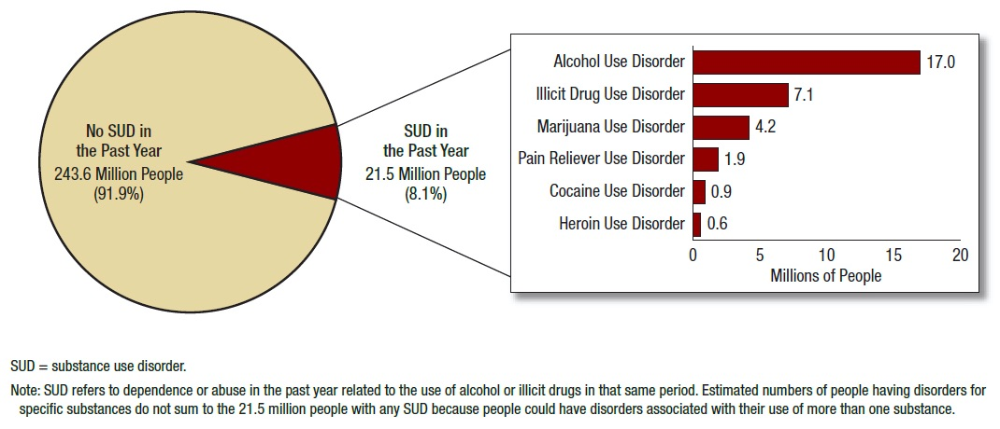 No SUD in
the Past Year
243.6 Million People
(91.9%)
SUD in
the Past Year
21.5 Million People
(8.1%)
Alcohol Use Disorder 17.0
Illicit Drug Use Disorder 7.1
Marijuana Use Disorder 4.2
Pain Reliever Use Disorder 1.9
Cocaine Use Disorder 0.9
Heroin Use Disorder 0.6
0 5 10 15 20
Millions of People
SUD = substance use disorder.
Note: SUD refers to dependence or abuse in the past year related to the use of alcohol or illicit drugs in that same period. Estimated numbers of people having disorders for
specific substances do not sum to the 21.5 million people with any SUD because people could have disorders associated with their use of more than one substance.